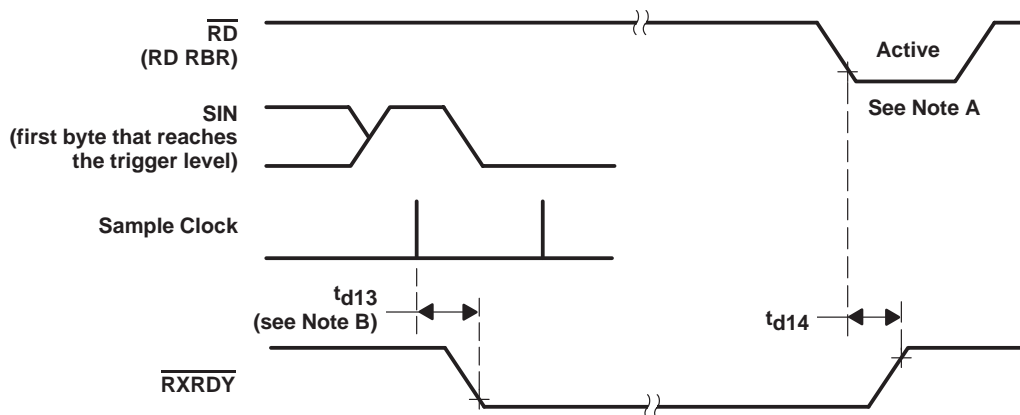 RD
(RD RBR)
Active
See Note A
SIN
(first byte that reaches
the trigger level)
Sample Clock
td13
(see Note B)
td14
RXRDY